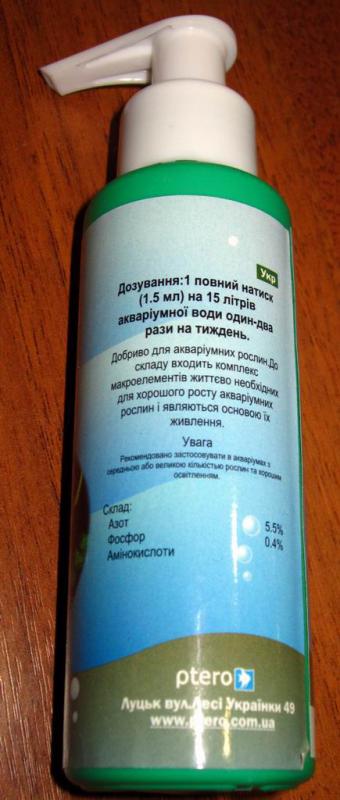 Укр
Дозування:1 повний натиск
(1.5 мл) на 15 літрів
акваріумної води один-два
рази на тиждень.
Добриво для акваріумних рослин.До
складу входить комплекс
макроелементів життєво необхідних
для хорошого росту акваріумних
рослин і являються основою їх
живлення.
Увага
Рекомендовано застосовувати в акваріумах з
середньою або великою кількістю рослин та хорошим
освітленням.
Склад:
Азот 5.5%
Фосфор 0.4%
Амінокислоти
ptero
Луцьк вул.Лесі Українки 49
www.ptero.com.ua